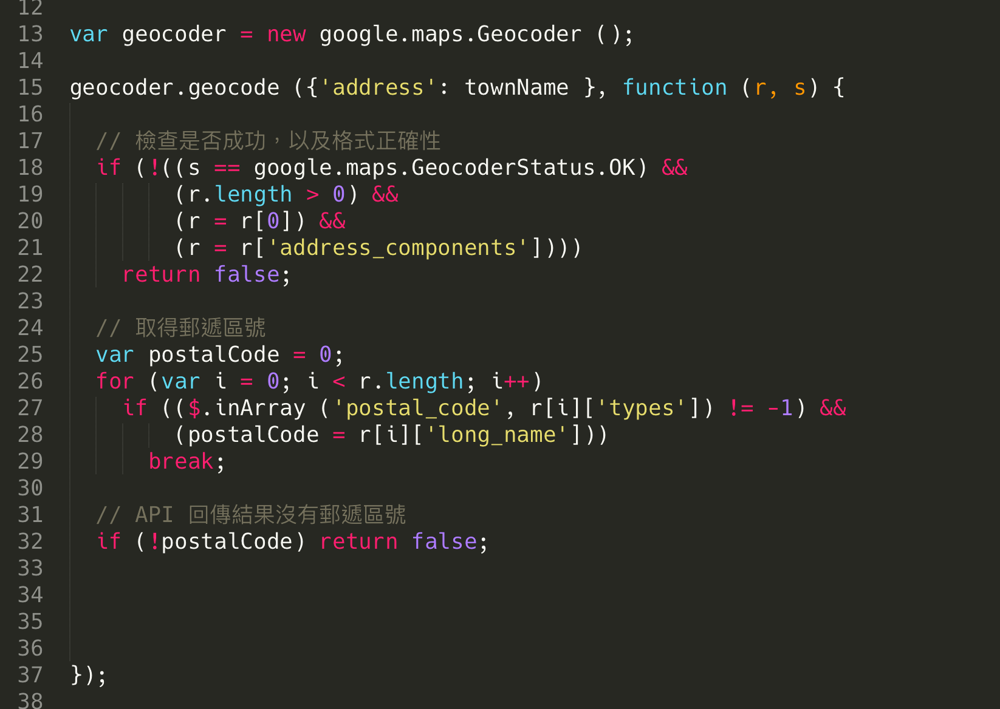 12
13 var geocoder = new google.maps.Geocoder ();
14
15 geocoder.geocode ({'address': townName }, function (r, s) {
16
17   // 檢查是否成功，以及格式正確性
18   if (!((s == google.maps.GeocoderStatus.OK) &&
19         (r.length > 0) &&
20         (r = r[0]) &&
21         (r = r['address_components'])))
22     return false;
23
24   // 取得郵遞區號
25   var postalCode = 0;
26   for (var i = 0; i < r.length; i++)
27     if (($.inArray ('postal_code', r[i]['types']) != -1) &&
28         (postalCode = r[i]['long_name']))
29       break;
30
31   // API 回傳結果沒有郵遞區號
32   if (!postalCode) return false;
33
34
35
36
37 });
38